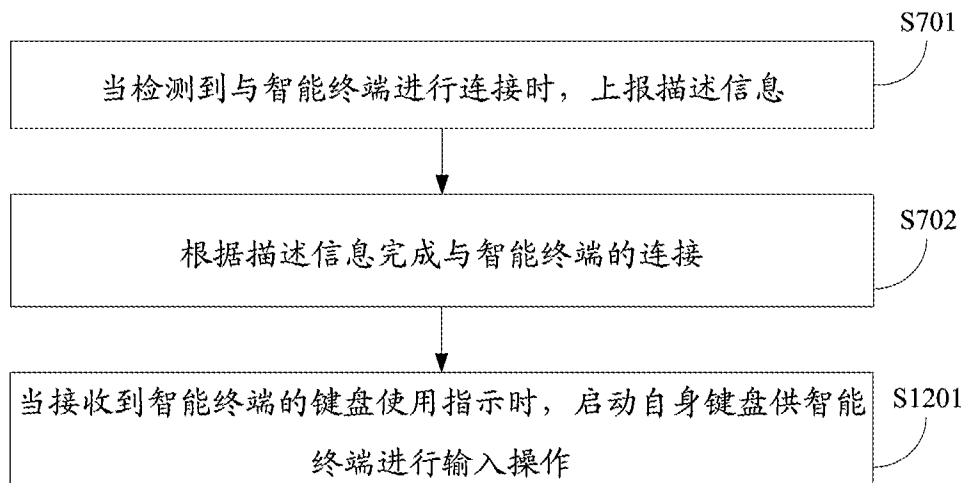 S701
当检测到与智能终端进行连接时，上报描述信息
S702
根据描述信息完成与智能终端的连接
S1201
当接收到智能终端的键盘使用指示时，启动自身键盘供智能
终端进行输入操作